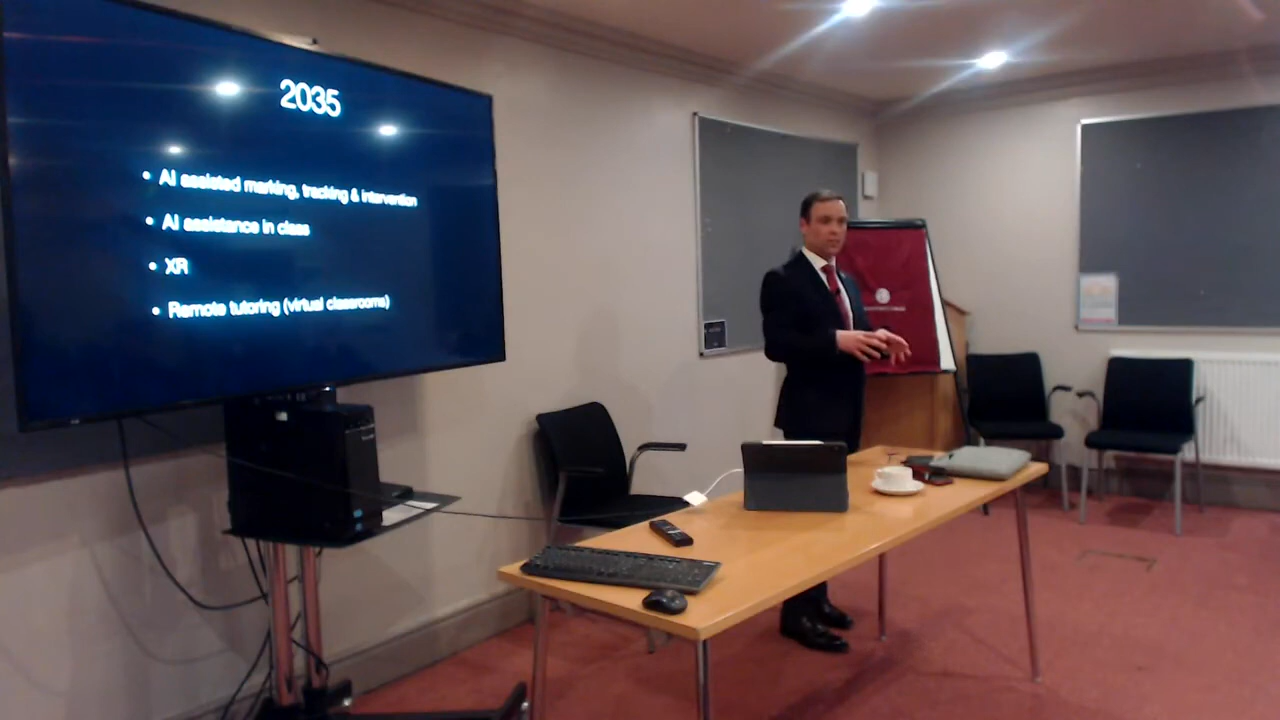 2035
• AI assisted marking, tracking & intervention
• AI assistance in class
• XR
• Remote tutoring (virtual classrooms)